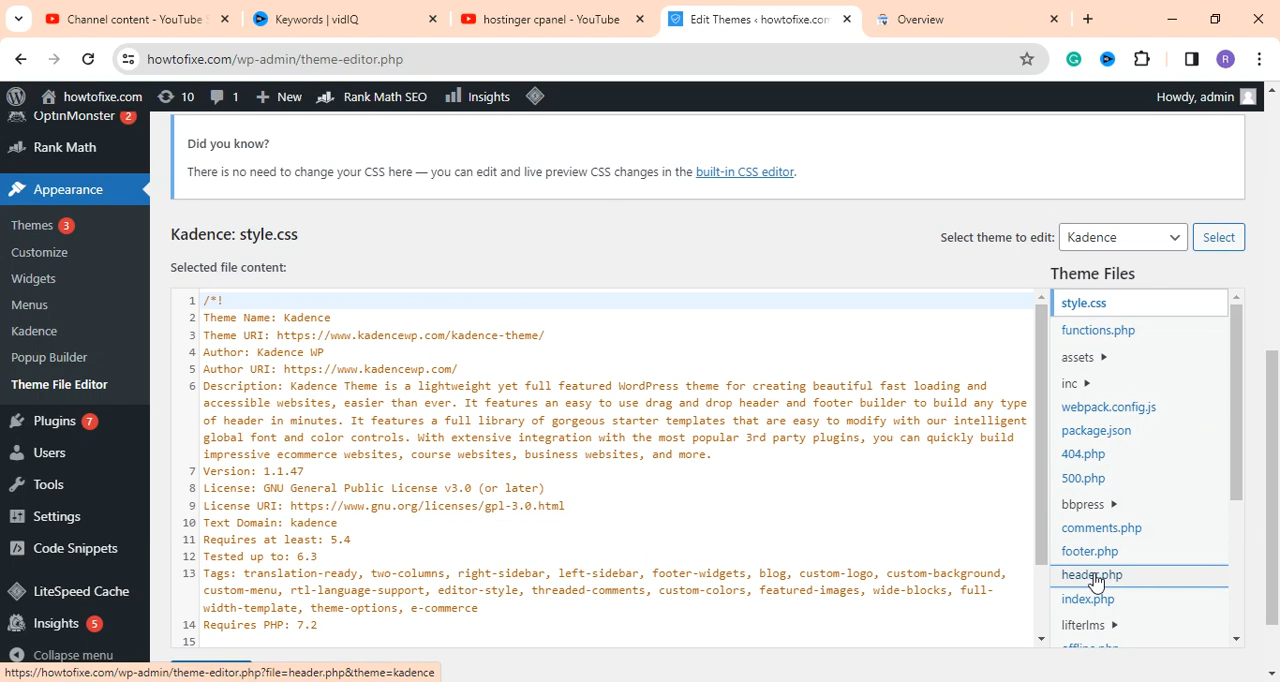 Channel content - YouTube S
Keywords | vidIQ
hostinger cpanel - YouTube
Edit Themes ‹ howtofixe.com
Overview
howtofixe.com/wp-admin/theme-editor.php
R
howtofixe.com
10
1
New
Rank Math SEO
Insights
Howdy, admin
OptinMonster 2
Rank Math
Appearance
Themes 3
Customize
Widgets
Menus
Kadence
Popup Builder
Theme File Editor
Plugins 7
Users
Tools
Settings
Code Snippets
LiteSpeed Cache
Insights 5
Collapse menu
Did you know?
There is no need to change your CSS here — you can edit and live preview CSS changes in the built-in CSS editor.
Kadence: style.css
Select theme to edit: Kadence Select
Selected file content:
Theme Files
1 /*!
2 Theme Name: Kadence
3 Theme URI: https://www.kadencewp.com/kadence-theme/
4 Author: Kadence WP
5 Author URI: https://www.kadencewp.com/
6 Description: Kadence Theme is a lightweight yet full featured WordPress theme for creating beautiful fast loading and
accessible websites, easier than ever. It features an easy to use drag and drop header and footer builder to build any type
of header in minutes. It features a full library of gorgeous starter templates that are easy to modify with our intelligent
global font and color controls. With extensive integration with the most popular 3rd party plugins, you can quickly build
impressive ecommerce websites, course websites, business websites, and more.
7 Version: 1.1.47
8 License: GNU General Public License v3.0 (or later)
9 License URI: https://www.gnu.org/licenses/gpl-3.0.html
10 Text Domain: kadence
11 Requires at least: 5.4
12 Tested up to: 6.3
13 Tags: translation-ready, two-columns, right-sidebar, left-sidebar, footer-widgets, blog, custom-logo, custom-background,
custom-menu, rtl-language-support, editor-style, threaded-comments, custom-colors, featured-images, wide-blocks, full-
width-template, theme-options, e-commerce
14 Requires PHP: 7.2
15
style.css
functions.php
assets
inc
webpack.config.js
package.json
404.php
500.php
bbpress
comments.php
footer.php
header.php
index.php
lifterlms
offline.php
https://howtofixe.com/wp-admin/theme-editor.php?file=header.php&theme=kadence